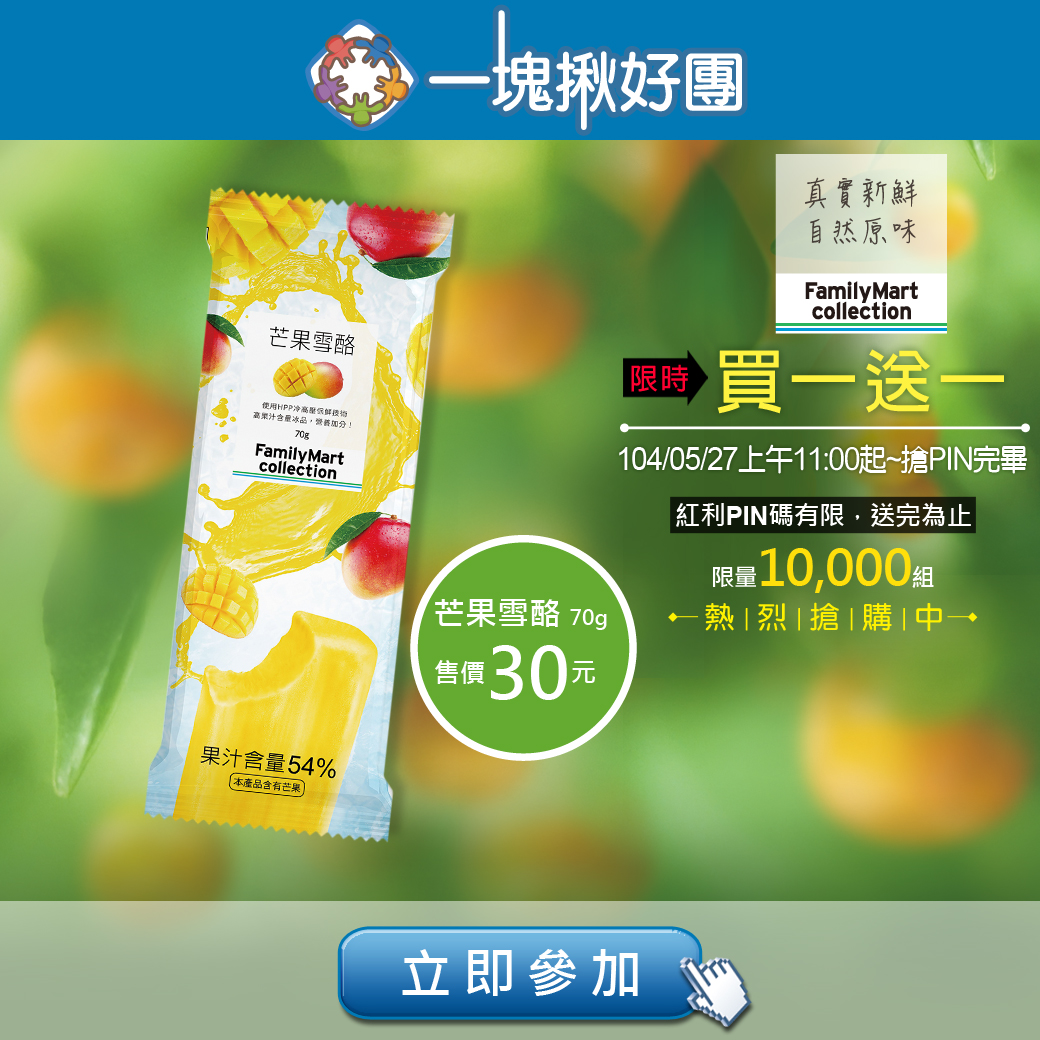 一塊揪好團
真實新鮮
自然原味
FamilyMart
collection
限時
買一送一
104/05/27上午11:00起~搶PIN完畢
紅利PIN碼有限，送完為止
限量10,000組
熱|烈|搶|購|中
芒果雪酪
使用HPP冷高壓保鮮技術
高果汁含量冰品，營養加分！
70g
FamilyMart
collection
芒果雪酪 70g
售價30元
果汁含量54%
本產品含有芒果
立即參加